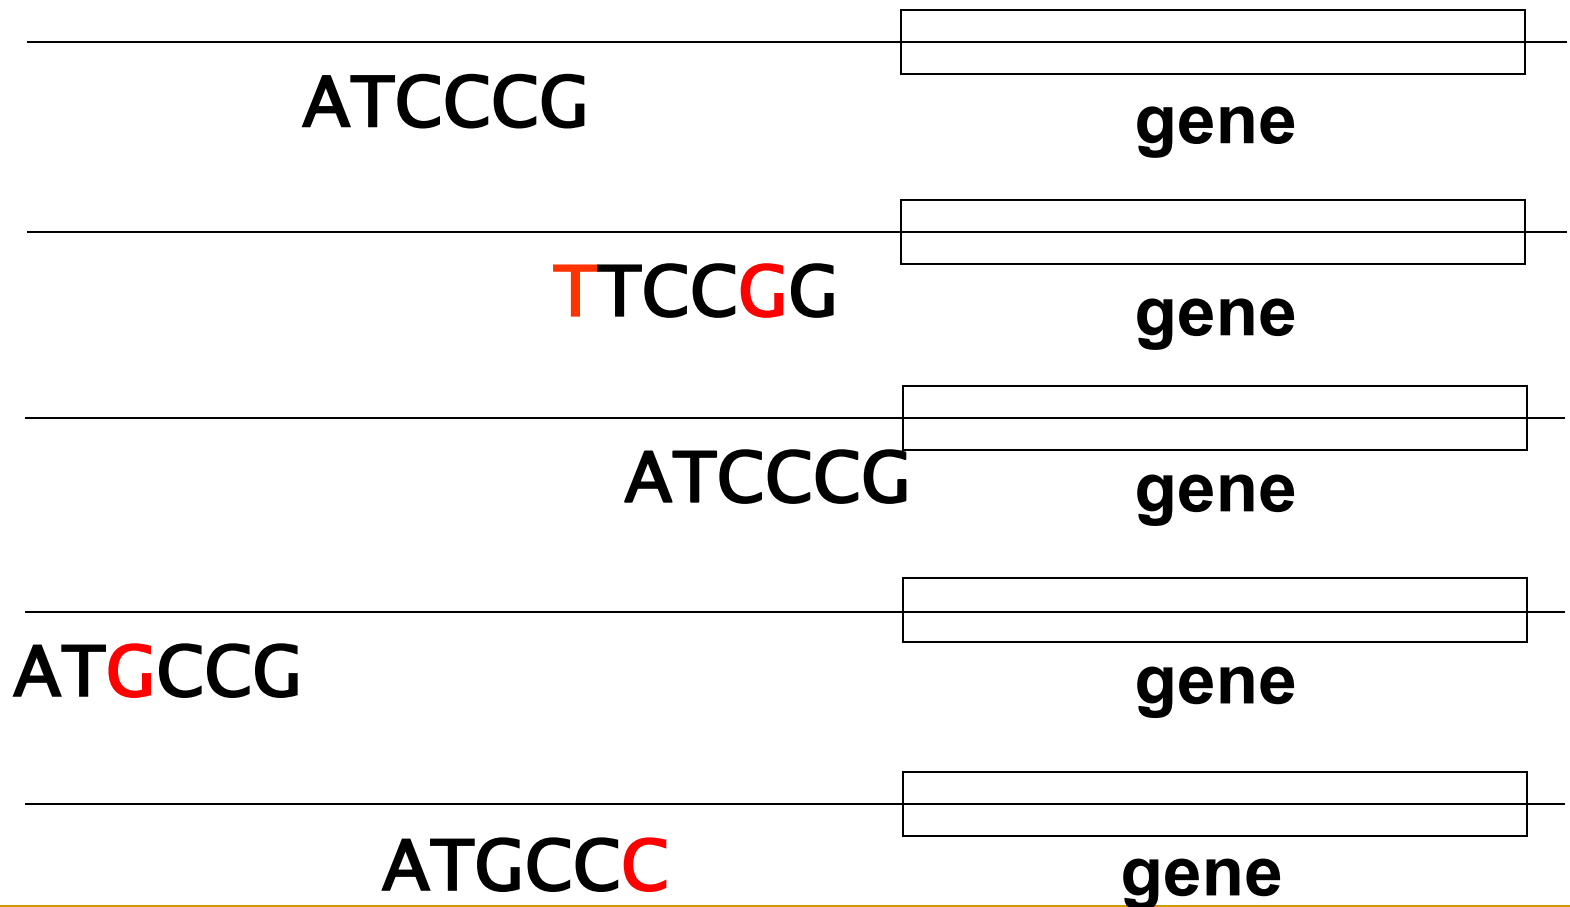 ATCCCG
gene
TTCCGG
gene
ATCCCG
gene
ATGCCG
gene
ATGCCC
gene